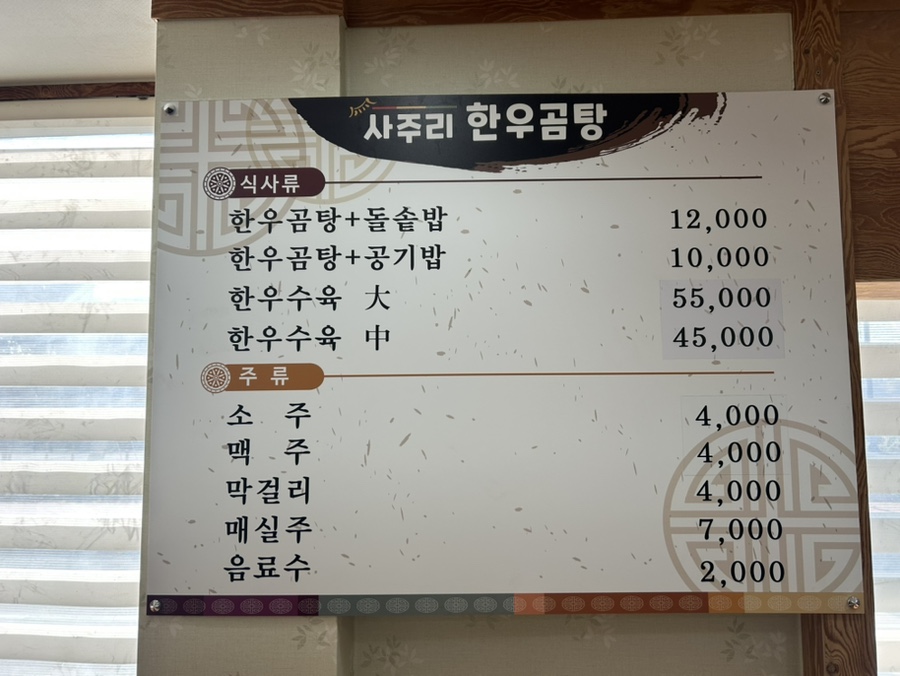 사주리 한우곰탕
식사류
한우곰탕+돌솥밥 12,000
한우곰탕+공기밥 10,000
한우수육 大 55,000
한우수육 中 45,000
주 류
소 주 4,000
맥 주 4,000
막걸리 4,000
매실주 7,000
음료수 2,000